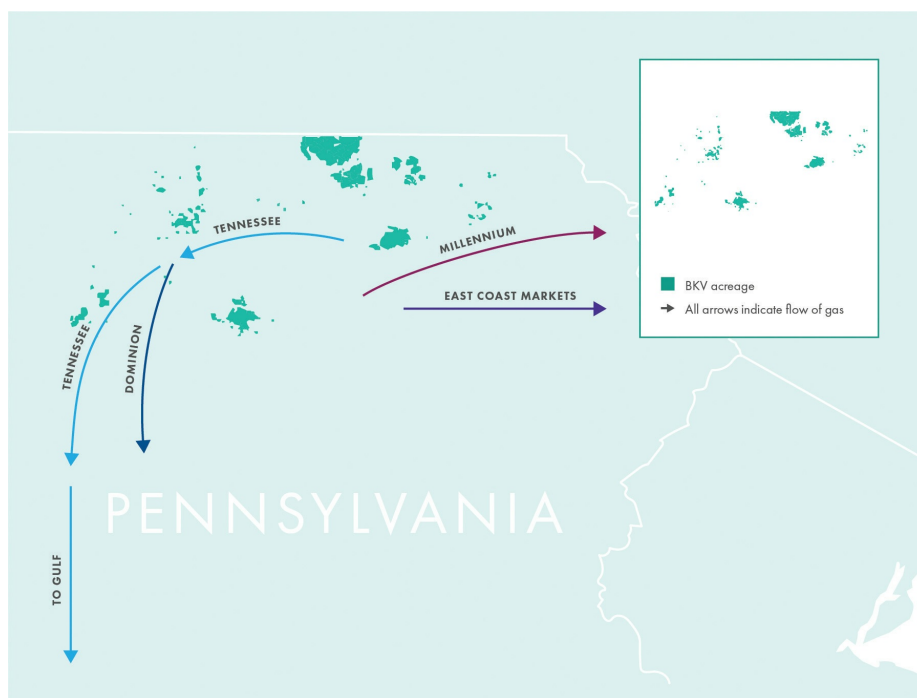 TENNESSEE
MILLENNIUM
EAST COAST MARKETS
BKV acreage
All arrows indicate flow of gas
TENNESSEE
DOMINION
PENNSYLVANIA
TO GULF